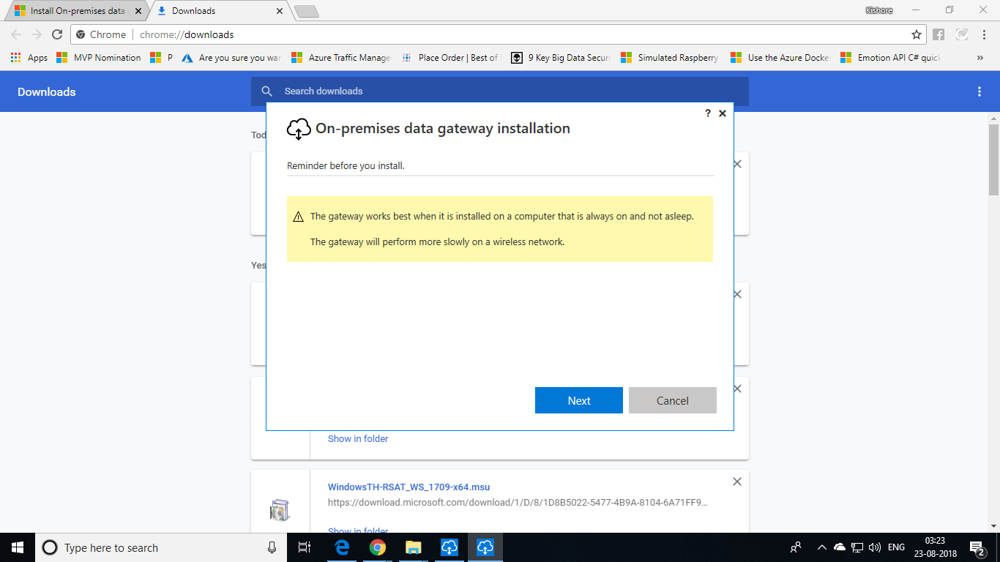 Install On-premises data
Downloads
Kishore
Chrome
chrome://downloads
Apps
MVP Nomination
P
Are you sure you wan
Azure Traffic Manage
Place Order | Best of
9 Key Big Data Securi
Simulated Raspberry
Use the Azure Docke
Emotion API C# quick
»
Downloads
Search downloads
Tod
? ×
On-premises data gateway installation
Reminder before you install.
The gateway works best when it is installed on a computer that is always on and not asleep.
The gateway will perform more slowly on a wireless network.
Yes
Next
Cancel
Show in folder
WindowsTH-RSAT_WS_1709-x64.msu
https://download.microsoft.com/download/1/D/8/1D8B5022-5477-4B9A-8104-6A71FF9...
Show in folder
Type here to search
ENG
03:23
23-08-2018
2